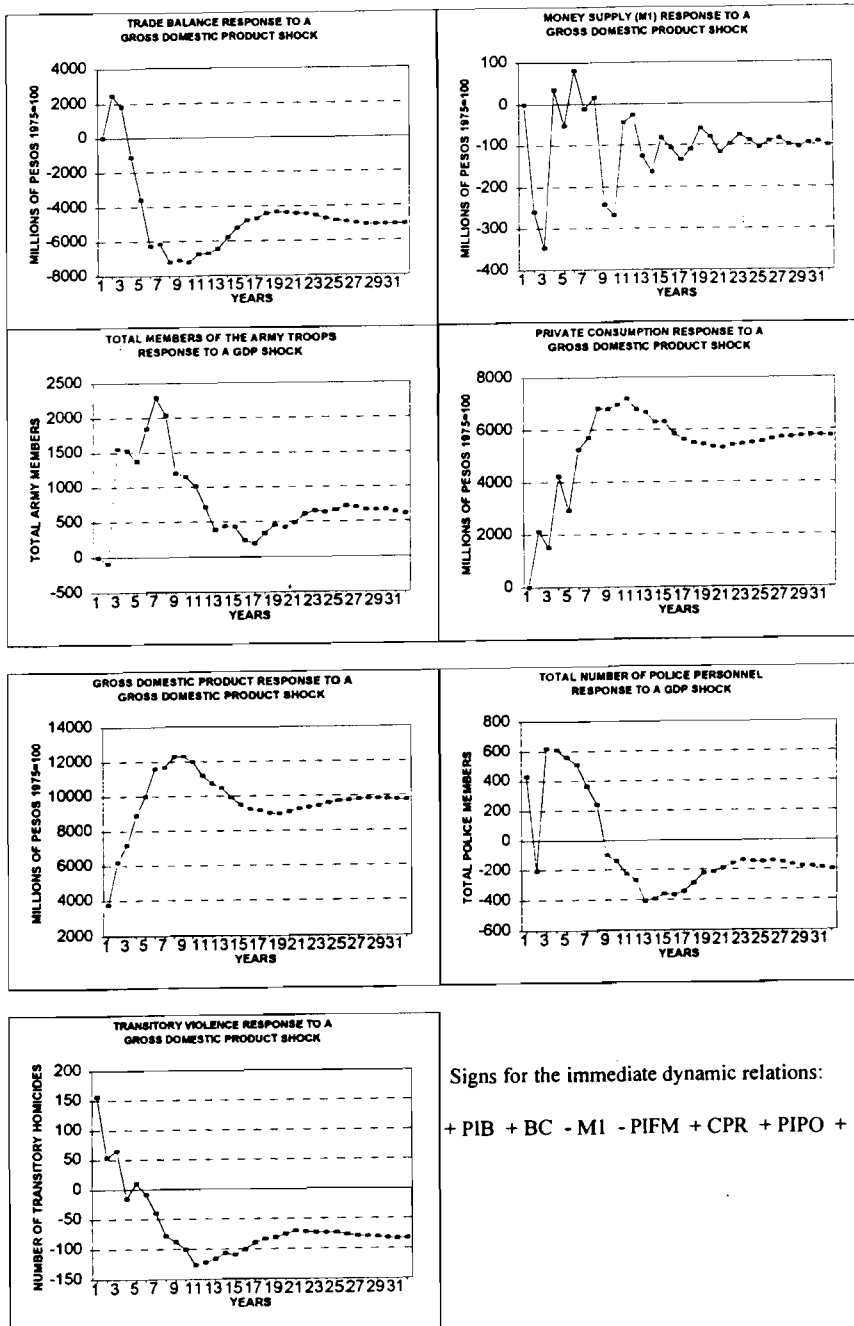 TRADE BALANCE RESPONSE TO A
GROSS DOMESTIC PRODUCT SHOCK
MILLIONS OF PESOS 1975=100
4000
2000
0
-2000
-4000
-6000
-8000
1 3 5 7 9 11 13 15 17 19 21 23 25 27 29 31
YEARS
MONEY SUPPLY (M1) RESPONSE TO A
GROSS DOMESTIC PRODUCT SHOCK
MILLIONS OF PESOS 1975=100
100
0
-100
-200
-300
-400
1 3 5 7 9 11 13 15 17 19 21 23 25 27 29 31
YEARS
TOTAL MEMBERS OF THE ARMY TROOPS
RESPONSE TO A GDP SHOCK
TOTAL ARMY MEMBERS
2500
2000
1500
1000
500
0
-500
1 3 5 7 9 11 13 15 17 19 21 23 25 27 29 31
YEARS
PRIVATE CONSUMPTION RESPONSE TO A
GROSS DOMESTIC PRODUCT SHOCK
MILLIONS OF PESOS 1975=100
8000
6000
4000
2000
0
1 3 5 7 9 11 13 15 17 19 21 23 25 27 29 31
YEARS
GROSS DOMESTIC PRODUCT RESPONSE TO A
GROSS DOMESTIC PRODUCT SHOCK
MILLIONS OF PESOS 1975=100
14000
12000
10000
8000
6000
4000
2000
1 3 5 7 9 11 13 15 17 19 21 23 25 27 29 31
YEARS
TOTAL NUMBER OF POLICE PERSONNEL
RESPONSE TO A GDP SHOCK
TOTAL POLICE MEMBERS
800
600
400
200
0
-200
-400
-600
1 3 5 7 9 11 13 15 17 19 21 23 25 27 29 31
YEARS
TRANSITORY VIOLENCE RESPONSE TO A
GROSS DOMESTIC PRODUCT SHOCK
NUMBER OF TRANSITORY HOMICIDES
200
150
100
50
0
-50
-100
-150
1 3 5 7 9 11 13 15 17 19 21 23 25 27 29 31
YEARS
Signs for the immediate dynamic relations:
+ PIB + BC - M1 - PIFM + CPR + PIPO +